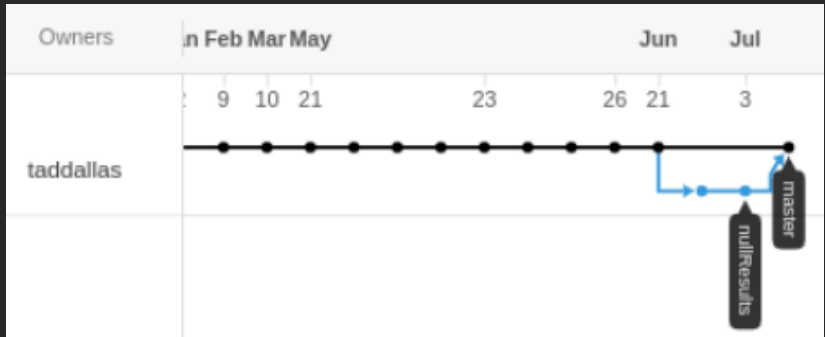 Owners
n Feb Mar May Jun Jul
9 10 21 23 26 21 3
taddallas
master
nullResults